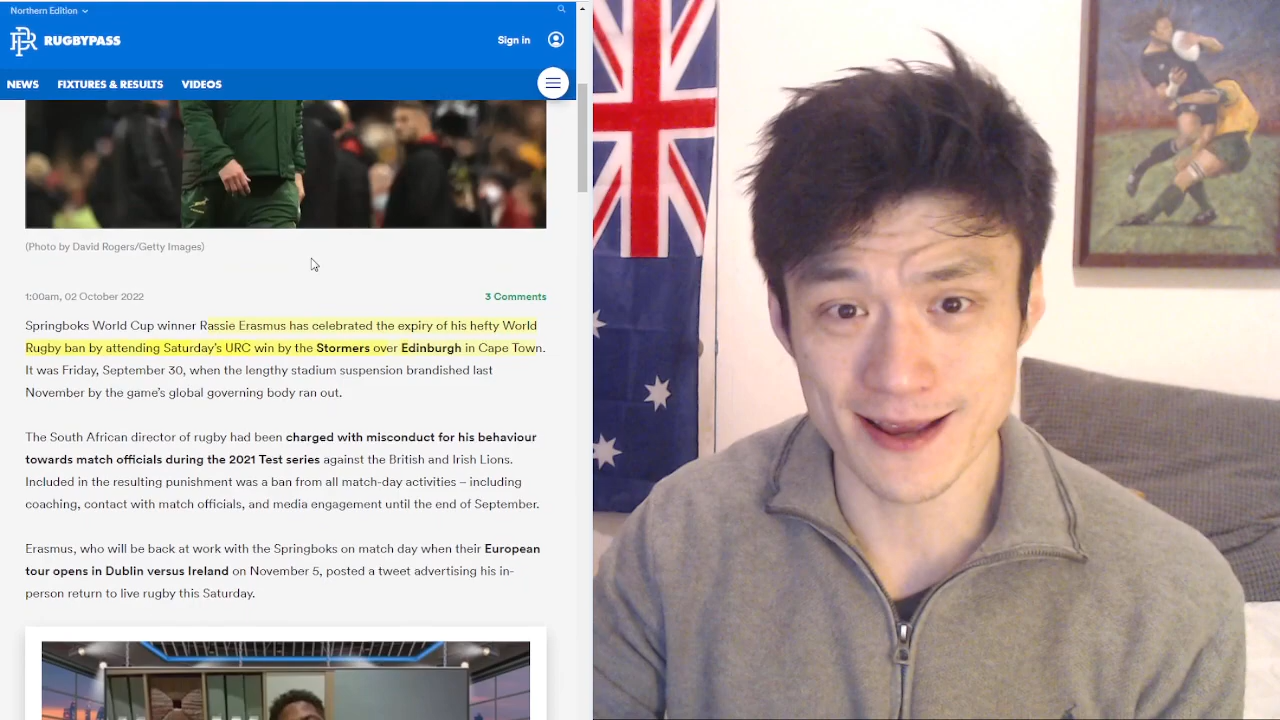 Northern Edition
RUGBYPASS
Sign in
NEWS FIXTURES & RESULTS VIDEOS
(Photo by David Rogers/Getty Images)
1:00am, 02 October 2022 3 Comments
Springboks World Cup winner Rassie Erasmus has celebrated the expiry of his hefty World
Rugby ban by attending Saturday's URC win by the Stormers over Edinburgh in Cape Town.
It was Friday, September 30, when the lengthy stadium suspension brandished last
November by the game's global governing body ran out.
The South African director of rugby had been charged with misconduct for his behaviour
towards match officials during the 2021 Test series against the British and Irish Lions.
Included in the resulting punishment was a ban from all match-day activities – including
coaching, contact with match officials, and media engagement until the end of September.
Erasmus, who will be back at work with the Springboks on match day when their European
tour opens in Dublin versus Ireland on November 5, posted a tweet advertising his in-
person return to live rugby this Saturday.